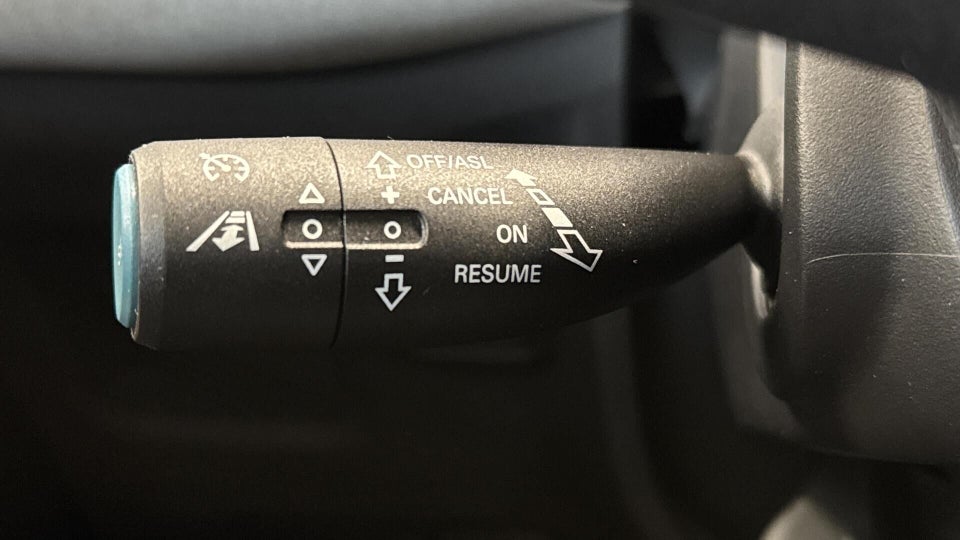 OFF/ASL
+
CANCEL
ON
-
RESUME